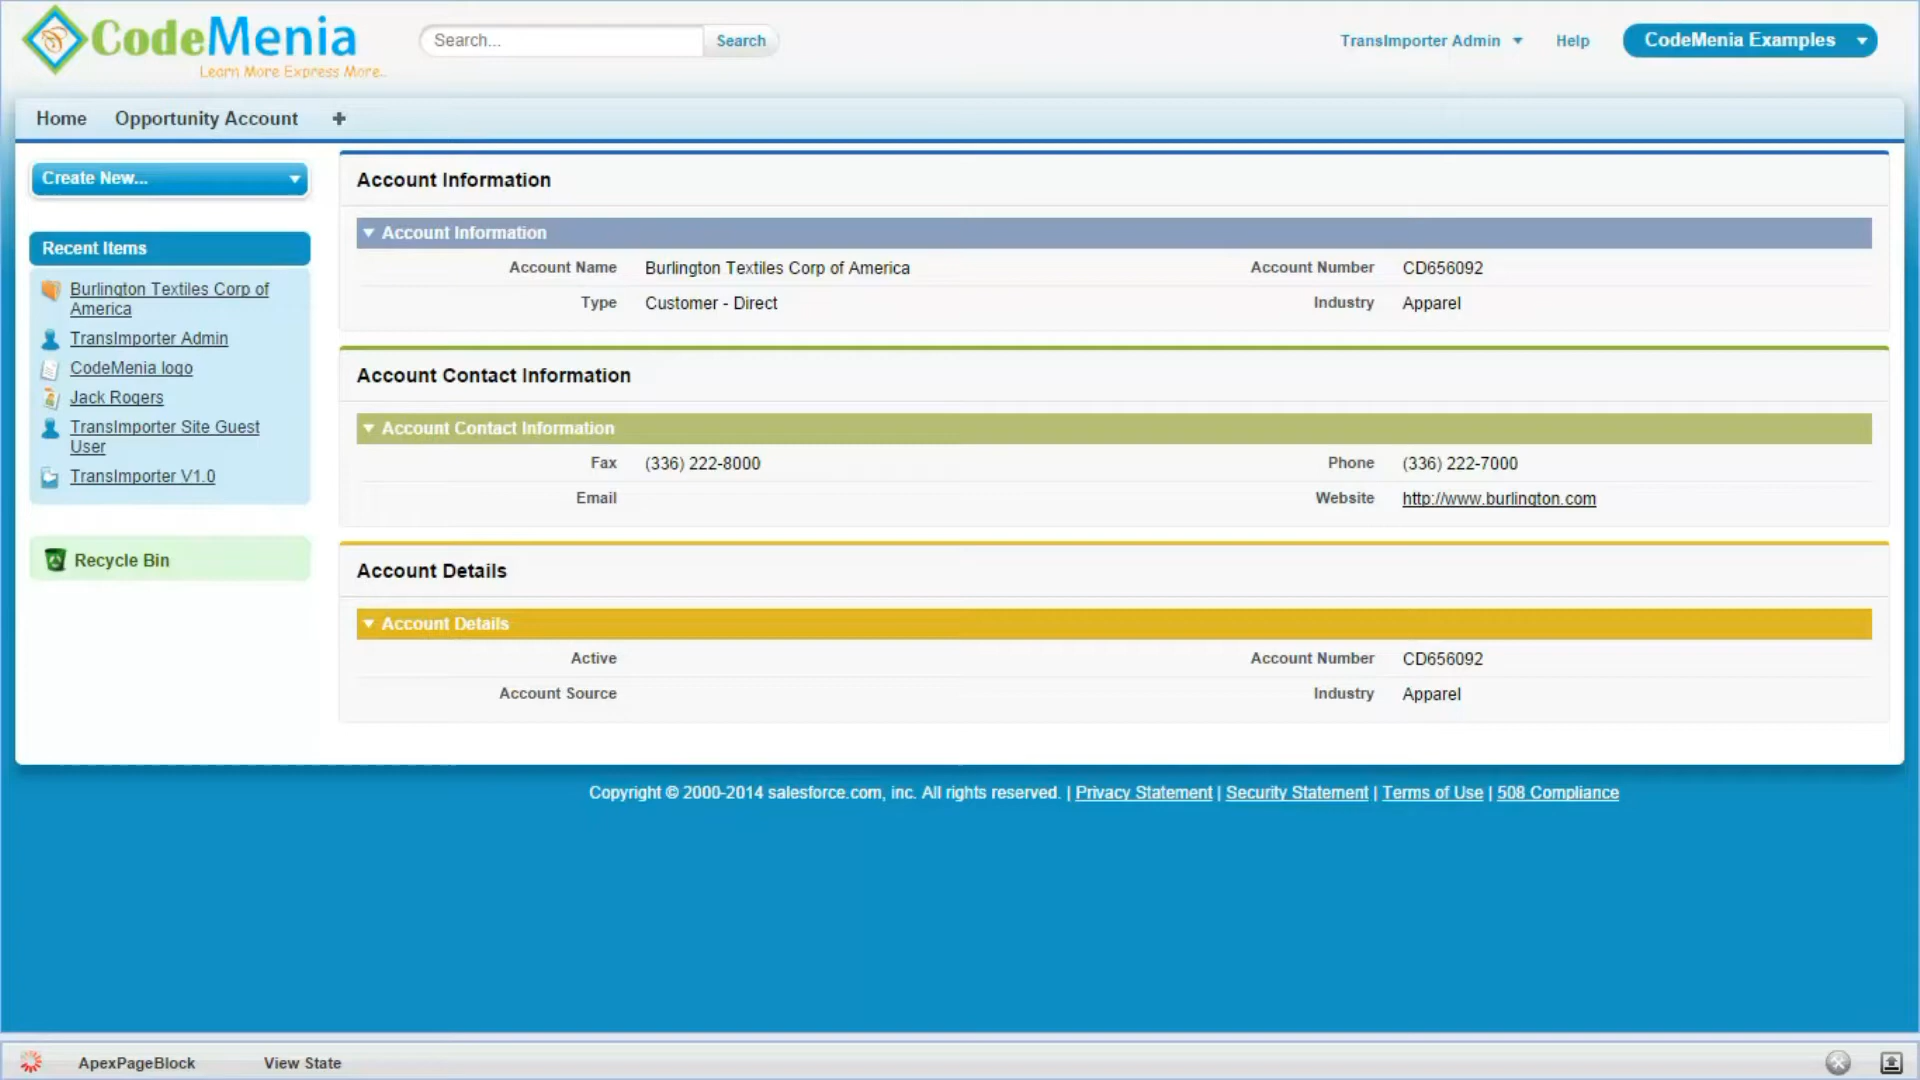 CodeMenia
Learn More Express More..
Search...
Search
TransImporter Admin
Help
CodeMenia Examples
Home
Opportunity Account
Create New...
Recent Items
Burlington Textiles Corp of
America
TransImporter Admin
CodeMenia logo
Jack Rogers
TransImporter Site Guest
User
TransImporter V1.0
Recycle Bin
Account Information
Account Information
Account Name Burlington Textiles Corp of America Account Number CD656092
Type Customer - Direct Industry Apparel
Account Contact Information
Account Contact Information
Fax (336) 222-8000 Phone (336) 222-7000
Email Website http://www.burlington.com
Account Details
Account Details
Active Account Number CD656092
Account Source Industry Apparel
Copyright © 2000-2014 salesforce.com, inc. All rights reserved. | Privacy Statement | Security Statement | Terms of Use | 508 Compliance
ApexPageBlock
View State